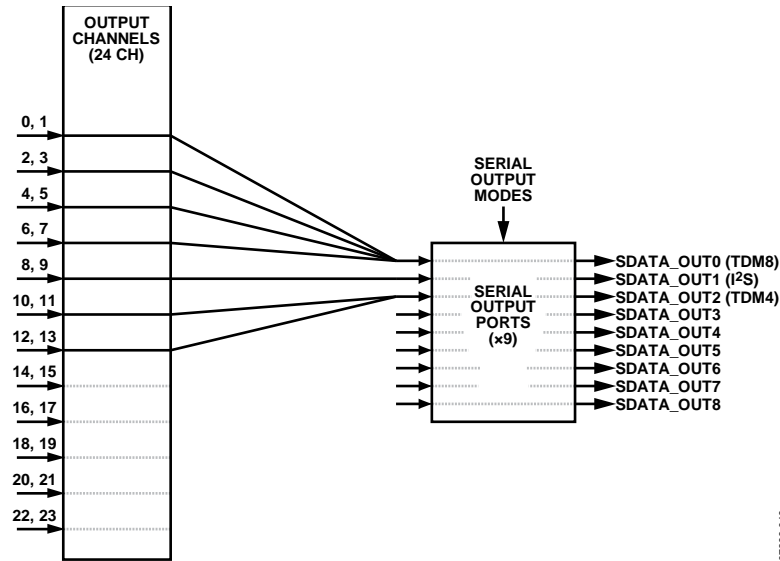 OUTPUT
CHANNELS
(24 CH)
0, 1
2, 3
4, 5
6, 7
8, 9
10, 11
12, 13
14, 15
16, 17
18, 19
20, 21
22, 23
SERIAL
OUTPUT
MODES
SERIAL
OUTPUT
PORTS
(×9)
SDATA_OUT0 (TDM8)
SDATA_OUT1 (I²S)
SDATA_OUT2 (TDM4)
SDATA_OUT3
SDATA_OUT4
SDATA_OUT5
SDATA_OUT6
SDATA_OUT7
SDATA_OUT8